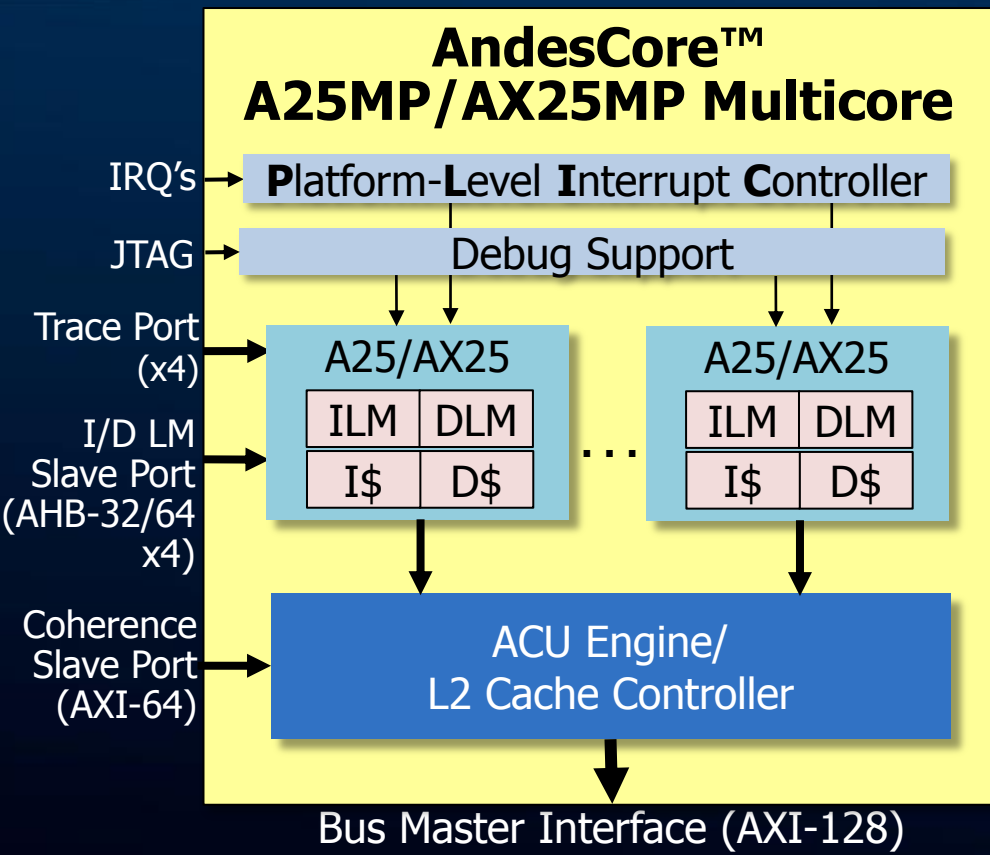 AndesCore™
A25MP/AX25MP Multicore
IRQ's
Platform-Level Interrupt Controller
JTAG
Debug Support
Trace Port
(x4)
A25/AX25
ILM DLM
I$ D$
...
A25/AX25
ILM DLM
I$ D$
I/D LM
Slave Port
(AHB-32/64
x4)
Coherence
Slave Port
(AXI-64)
ACU Engine/
L2 Cache Controller
Bus Master Interface (AXI-128)